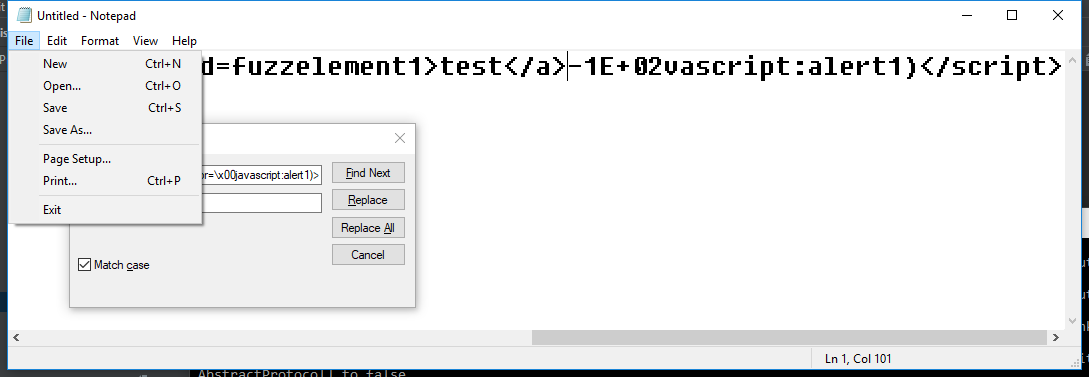 Untitled - Notepad
File Edit Format View Help
d=fuzzelement1>test</a>-1E+02vascript:alert1)</script>
New Ctrl+N
Open... Ctrl+O
Save Ctrl+S
Save As...
Page Setup...
Print... Ctrl+P
Exit
or=\x00javascript:alert1)>
Find Next
Replace
Replace All
Cancel
Match case
Ln 1, Col 101
AbstractProtocol] to false